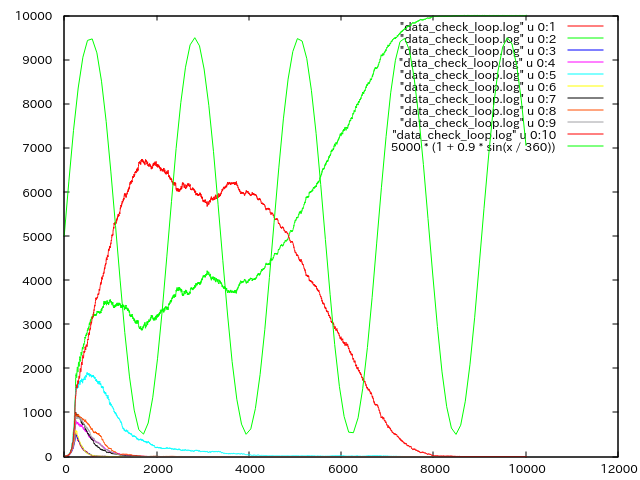 10000
9000
8000
7000
6000
5000
4000
3000
2000
1000
0
0 2000 4000 6000 8000 10000 12000
"data_check_loop.log" u 0:1
"data_check_loop.log" u 0:2
"data_check_loop.log" u 0:3
"data_check_loop.log" u 0:4
"data_check_loop.log" u 0:5
"data_check_loop.log" u 0:6
"data_check_loop.log" u 0:7
"data_check_loop.log" u 0:8
"data_check_loop.log" u 0:9
"data_check_loop.log" u 0:10
5000 * (1 + 0.9 * sin(x / 360))